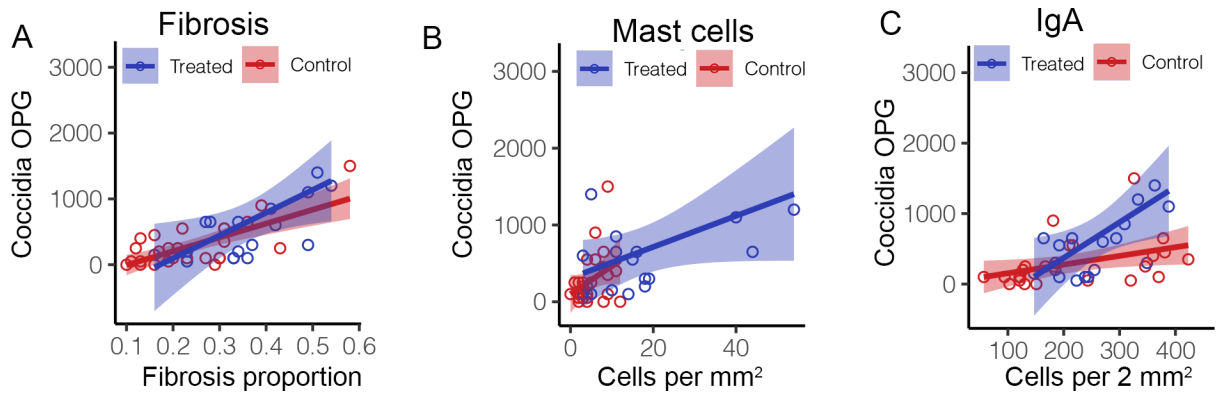 A Fibrosis
Treated Control
Coccidia OPG
3000
2000
1000
0
0.1 0.2 0.3 0.4 0.5 0.6
Fibrosis proportion
B Mast cells
Treated Control
Coccidia OPG
3000
2000
1000
0
0 20 40
Cells per mm²
C IgA
Treated Control
Coccidia OPG
3000
2000
1000
0
100 200 300 400
Cells per 2 mm²